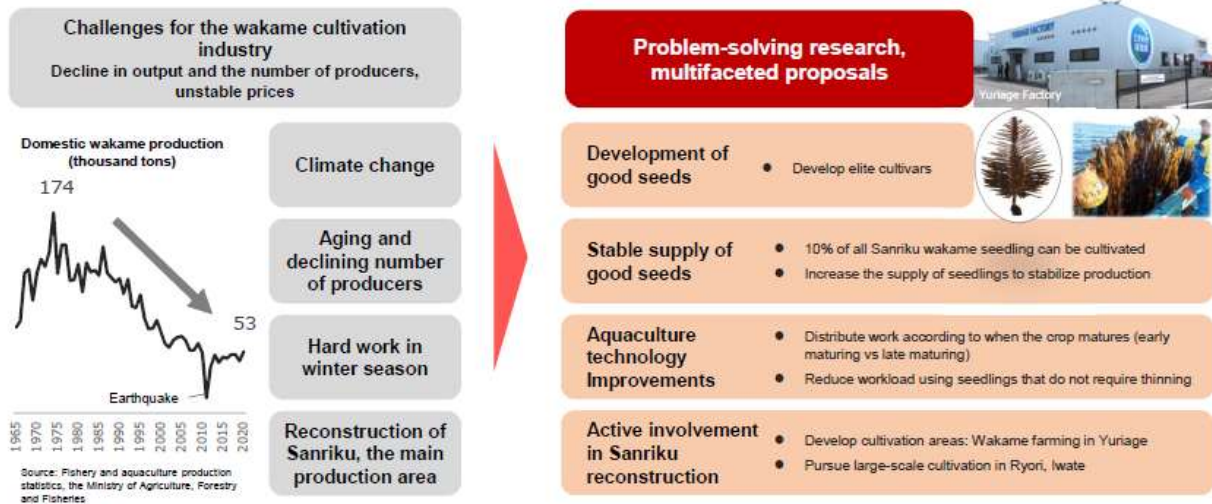 Challenges for the wakame cultivation
industry
Decline in output and the number of producers,
unstable prices
Domestic wakame production
(thousand tons)
174
53
Earthquake
1965
1970
1975
1980
1985
1990
1995
2000
2005
2010
2015
2020
Source: Fishery and aquaculture production
statistics, the Ministry of Agriculture, Forestry
and Fisheries
Climate change
Aging and
declining number
of producers
Hard work in
winter season
Reconstruction of
Sanriku, the main
production area
Problem-solving research,
multifaceted proposals
YURIAGE FACTORY
Yuriage Factory
Development of
good seeds
● Develop elite cultivars
Stable supply of
good seeds
● 10% of all Sanriku wakame seedling can be cultivated
● Increase the supply of seedlings to stabilize production
Aquaculture
technology
Improvements
● Distribute work according to when the crop matures (early
maturing vs late maturing)
● Reduce workload using seedlings that do not require thinning
Active involvement
in Sanriku
reconstruction
● Develop cultivation areas: Wakame farming in Yuriage
● Pursue large-scale cultivation in Ryori, Iwate